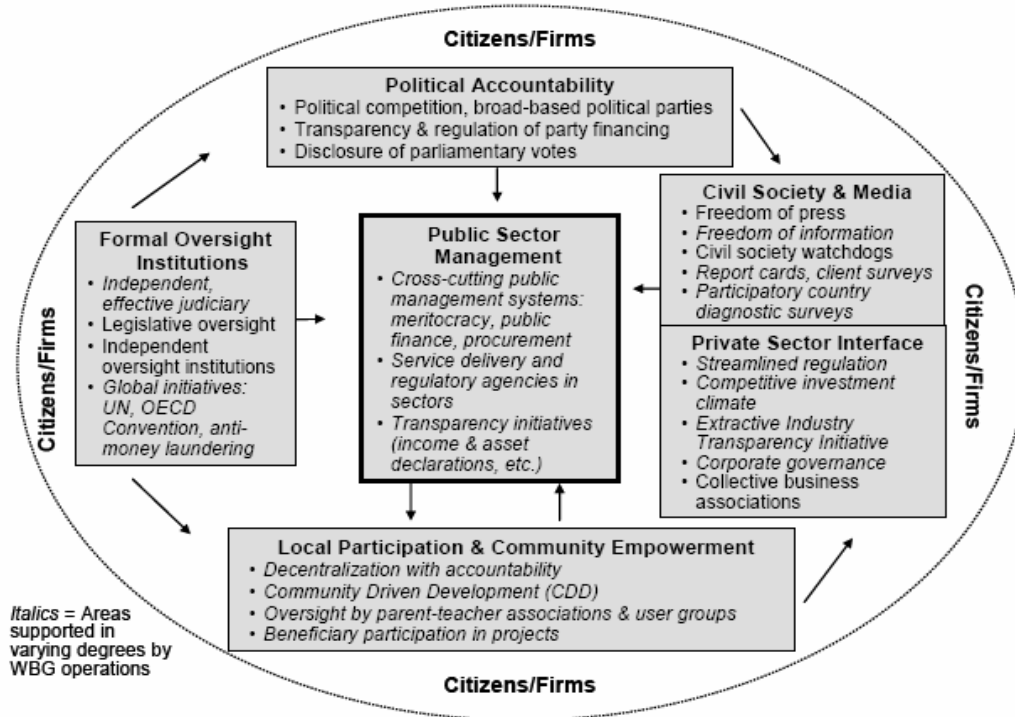 Citizens/Firms
Political Accountability
• Political competition, broad-based political parties
• Transparency & regulation of party financing
• Disclosure of parliamentary votes
Citizens/Firms
Formal Oversight
Institutions
• Independent,
effective judiciary
• Legislative oversight
• Independent
oversight institutions
• Global initiatives:
UN, OECD
Convention, anti-
money laundering
Public Sector
Management
• Cross-cutting public
management systems:
meritocracy, public
finance, procurement
• Service delivery and
regulatory agencies in
sectors
• Transparency initiatives
(income & asset
declarations, etc.)
Civil Society & Media
• Freedom of press
• Freedom of information
• Civil society watchdogs
• Report cards, client surveys
• Participatory country
diagnostic surveys
Private Sector Interface
• Streamlined regulation
• Competitive investment
climate
• Extractive Industry
Transparency Initiative
• Corporate governance
• Collective business
associations
Citizens/Firms
Local Participation & Community Empowerment
• Decentralization with accountability
• Community Driven Development (CDD)
• Oversight by parent-teacher associations & user groups
• Beneficiary participation in projects
Italics = Areas
supported in
varying degrees by
WBG operations
Citizens/Firms